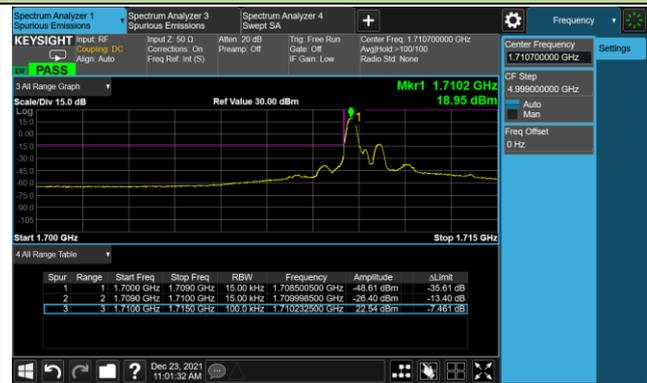 Spectrum Analyzer 1
Spurious Emissions
Spectrum Analyzer 3
Spurious Emissions
Spectrum Analyzer 4
Swept SA
Frequency
KEYSIGHT
Input: RF
Coupling: DC
Align: Auto
Input Z: 50 Ω
Corrections: On
Freq Ref: Int (S)
Atten: 20 dB
Preamp: Off
Trig: Free Run
Gate: Off
IF Gain: Low
Center Freq: 1.710700000 GHz
Avg|Hold:>100/100
Radio Std: None
PASS
Center Frequency
1.710700000 GHz
Settings
CF Step
4.999000000 GHz
Auto
Man
Freq Offset
0 Hz
3 All Range Graph
Mkr1 1.7102 GHz
Scale/Div 15.0 dB
Ref Value 30.00 dBm
18.95 dBm
Log
15.0
0.00
-15.0
-30.0
-45.0
-60.0
-75.0
-90.0
-105
1
Start 1.700 GHz
Stop 1.715 GHz
4 All Range Table
Spur Range Start Freq Stop Freq RBW Frequency Amplitude ΔLimit
1 1 1.7000 GHz 1.7090 GHz 15.00 kHz 1.708500500 GHz -48.61 dBm -35.61 dB
2 2 1.7090 GHz 1.7100 GHz 15.00 kHz 1.709998500 GHz -26.40 dBm -13.40 dB
3 3 1.7100 GHz 1.7150 GHz 100.0 kHz 1.710232500 GHz 22.54 dBm -7.461 dB
Dec 23, 2021
11:01:32 AM